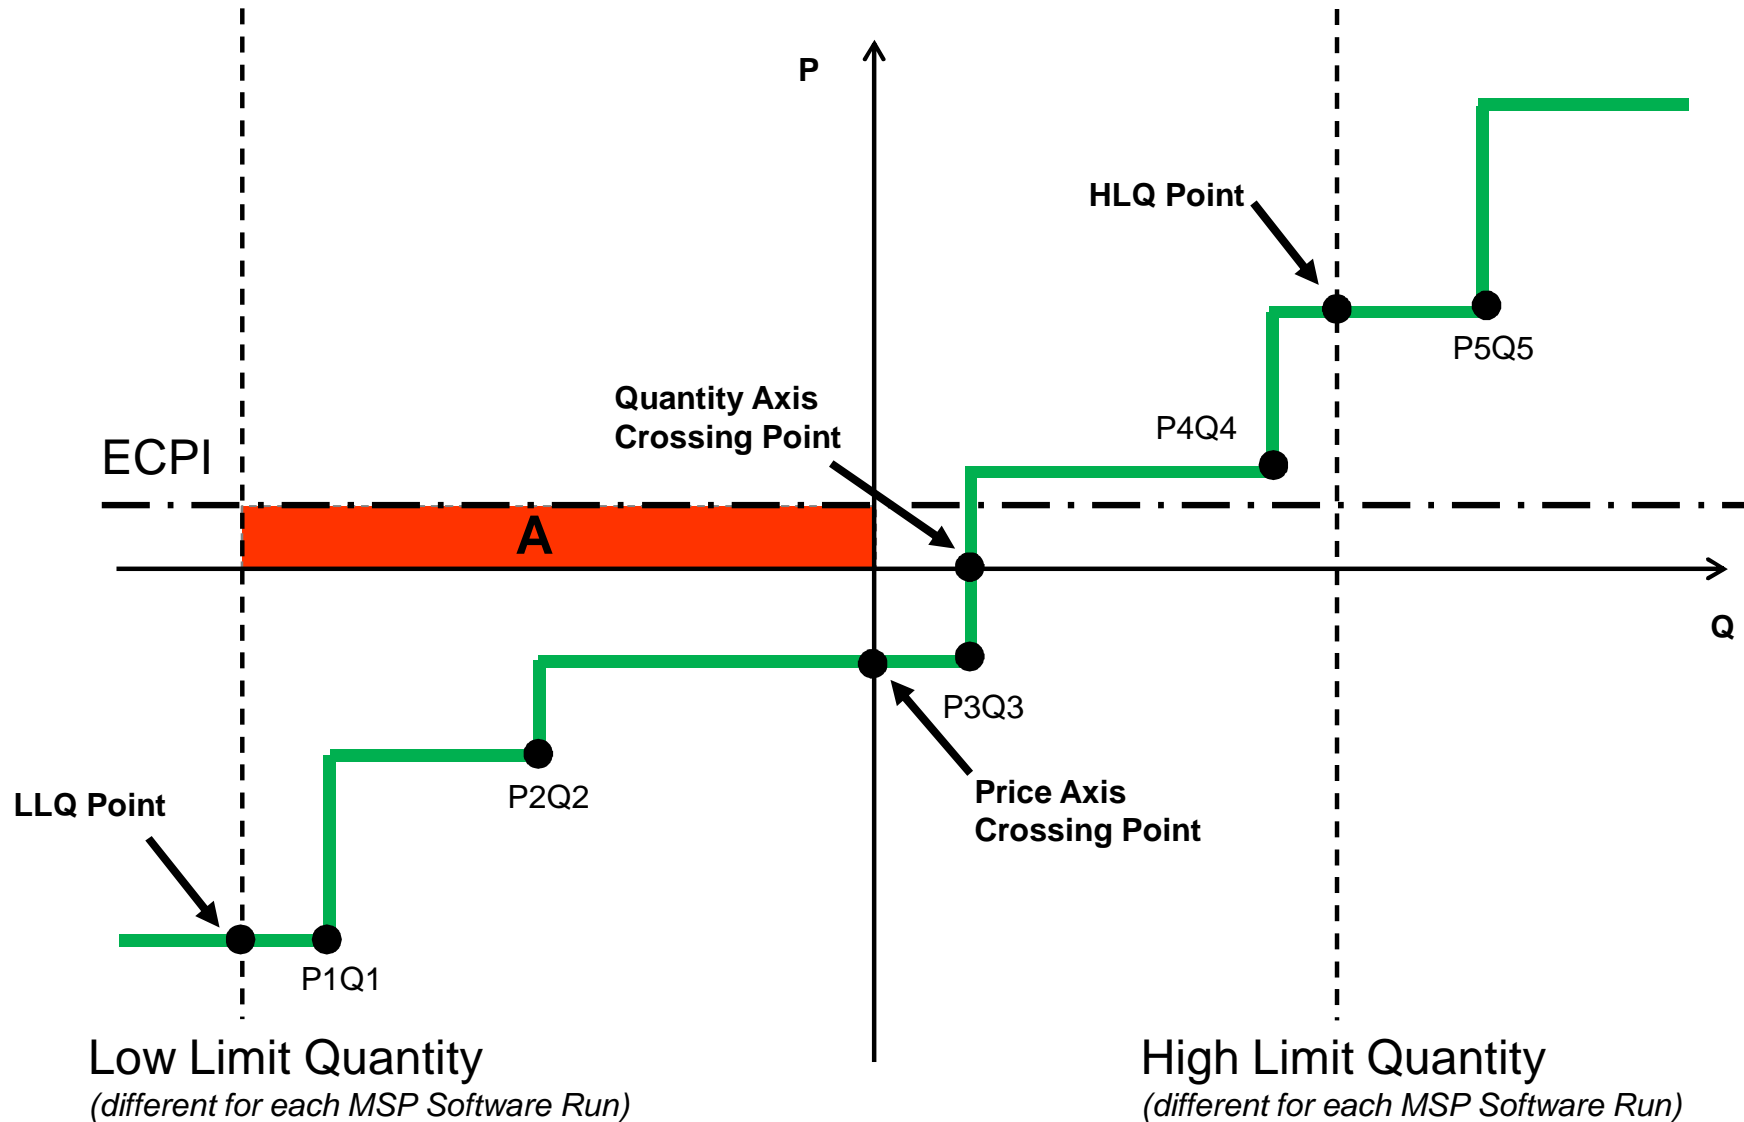 P
HLQ Point
P5Q5
Quantity Axis
Crossing Point
P4Q4
ECPI
A
Q
P3Q3
LLQ Point
P2Q2
Price Axis
Crossing Point
P1Q1
Low Limit Quantity
(different for each MSP Software Run)
High Limit Quantity
(different for each MSP Software Run)